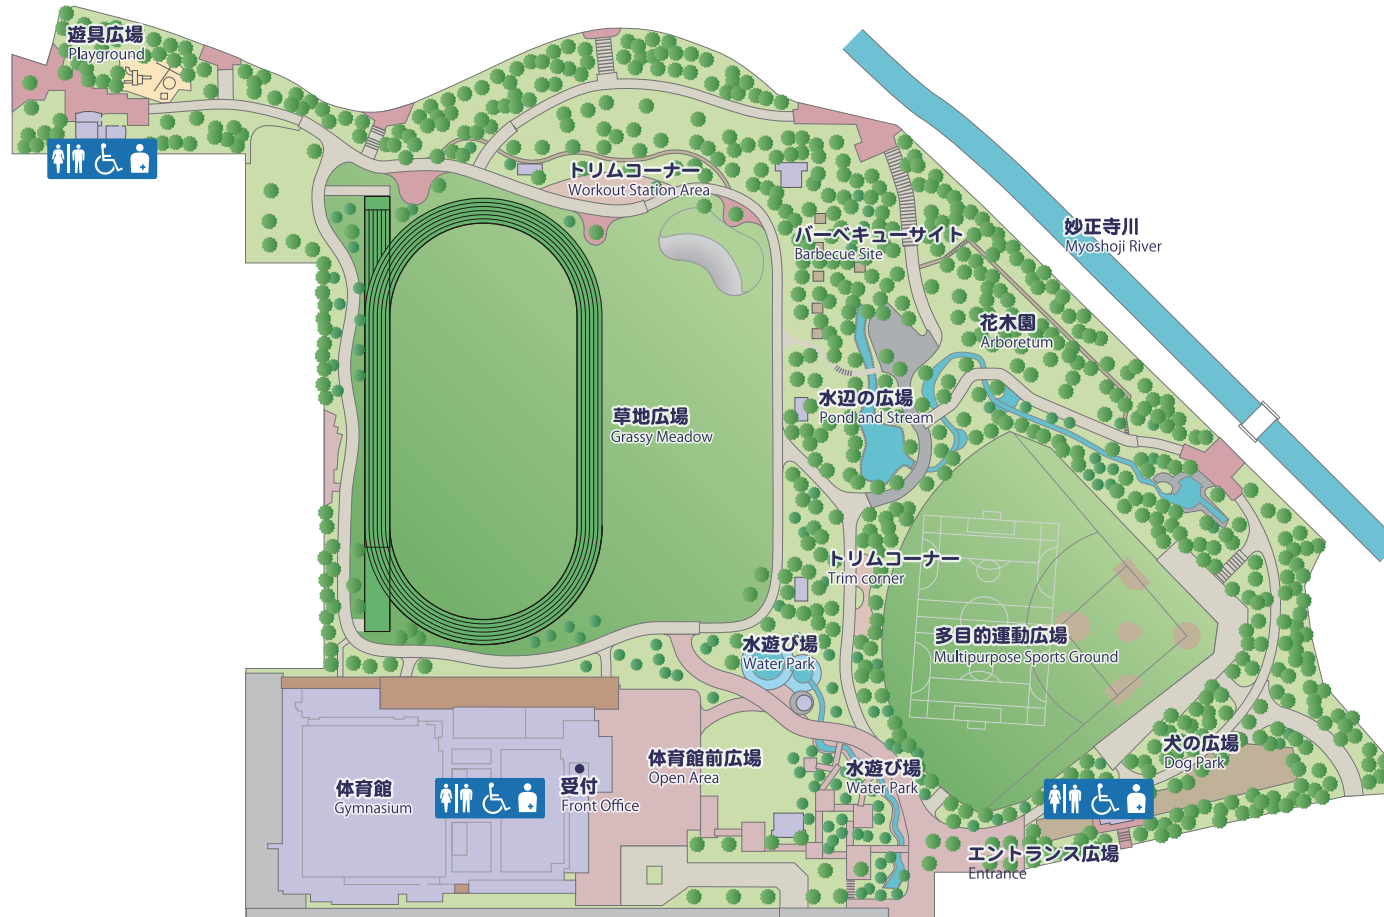 遊具広場
Playground
トリムコーナー
Workout Station Area
バーベキューサイト
Barbecue Site
妙正寺川
Myoshoji River
花木園
Arboretum
水辺の広場
Pond and Stream
草地広場
Grassy Meadow
トリムコーナー
Trim corner
多目的運動広場
Multipurpose Sports Ground
水遊び場
Water Park
体育館前広場
Open Area
水遊び場
Water Park
犬の広場
Dog Park
体育館
Gymnasium
受付
Front Office
エントランス広場
Entrance